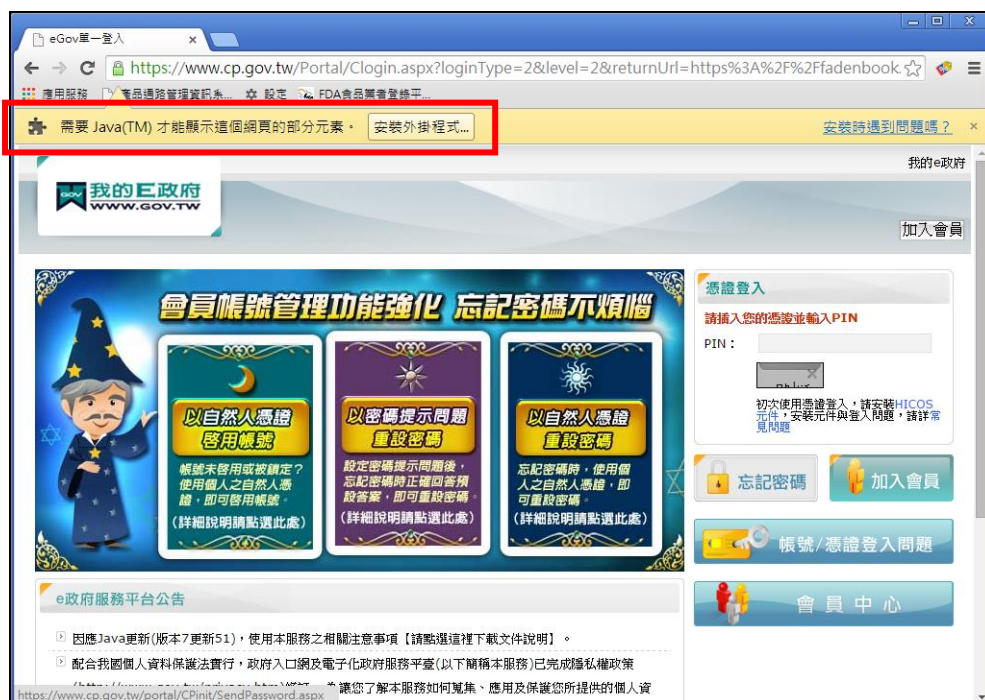 eGov單一登入
https://www.cp.gov.tw/Portal/Clogin.aspx?loginType=2&level=2&returnUrl=https%3A%2F%2Ffadenbook.
應用服務 產品通路管理資訊系... 設定 FDA食品業者登錄平...
需要 Java(TM) 才能顯示這個網頁的部分元素。 安裝外掛程式... 安裝時遇到問題嗎？
我的e政府
eGov 我的E政府
WWW.GOV.TW
加入會員
會員帳號管理功能強化 忘記密碼不煩惱
以自然人憑證
啓用帳號
帳號未啓用或被鎖定？
使用個人之自然人憑
證，即可啓用帳號。
(詳細說明請點選此處)
以密碼提示問題
重設密碼
設定密碼提示問題後，
忘記密碼時正確回答預
設答案，即可重設密碼。
(詳細說明請點選此處)
以自然人憑證
重設密碼
忘記密碼時，使用個
人之自然人憑證，即
可重設密碼。
(詳細說明請點選此處)
憑證登入
請插入您的憑證並輸入PIN
PIN：
初次使用憑證登入，請安裝HICOS
元件，安裝元件與登入問題，請詳常
見問題
忘記密碼
加入會員
帳號/憑證登入問題
會員中心
e政府服務平台公告
因應Java更新(版本7更新51)，使用本服務之相關注意事項【請點選這裡下載文件說明】。
配合我國個人資料保護法實行，政府入口網及電子化政府服務平臺(以下簡稱本服務)已完成隱私權政策
為讓您了解本服務如何蒐集、應用及保護您所提供的個人資
https://www.cp.gov.tw/portal/CPinit/SendPassword.aspx